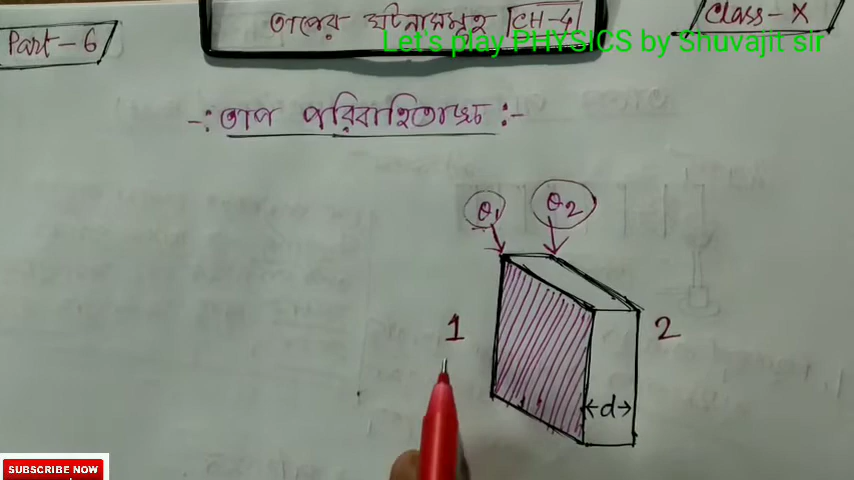 Part-6
তাপের ঘটনাসমূহ CH-4
Class-X
Let's play PHYSICS by Shuvajit sir
-: তাপ পরিবাহিতাঙ্ক :-
θ1 θ2
1 2
d
SUBSCRIBE NOW